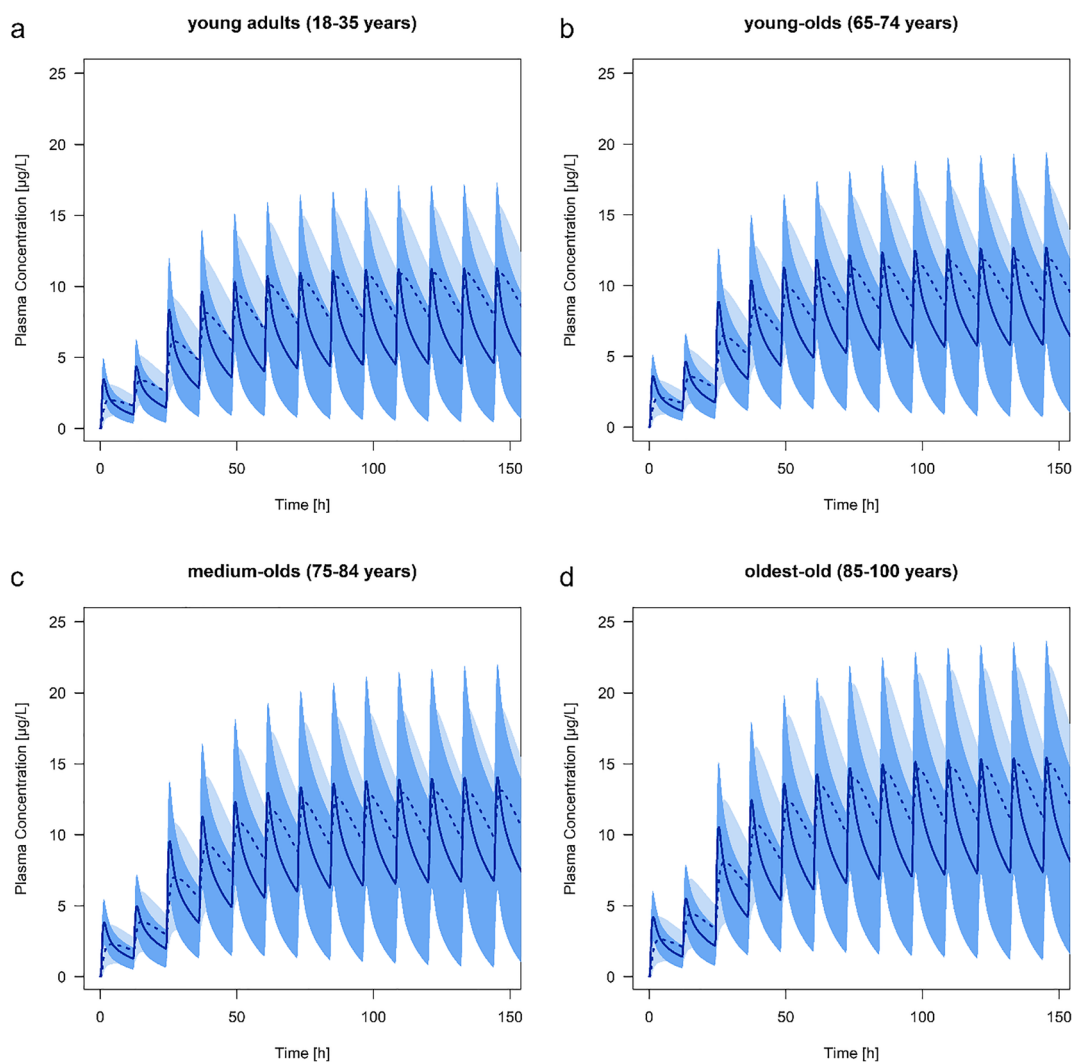 a
young adults (18-35 years)
25
20
15
10
5
0
Plasma Concentration [µg/L]
0
50
100
150
Time [h]
b
young-olds (65-74 years)
25
20
15
10
5
0
Plasma Concentration [µg/L]
0
50
100
150
Time [h]
c
medium-olds (75-84 years)
25
20
15
10
5
0
Plasma Concentration [µg/L]
0
50
100
150
Time [h]
d
oldest-old (85-100 years)
25
20
15
10
5
0
Plasma Concentration [µg/L]
0
50
100
150
Time [h]